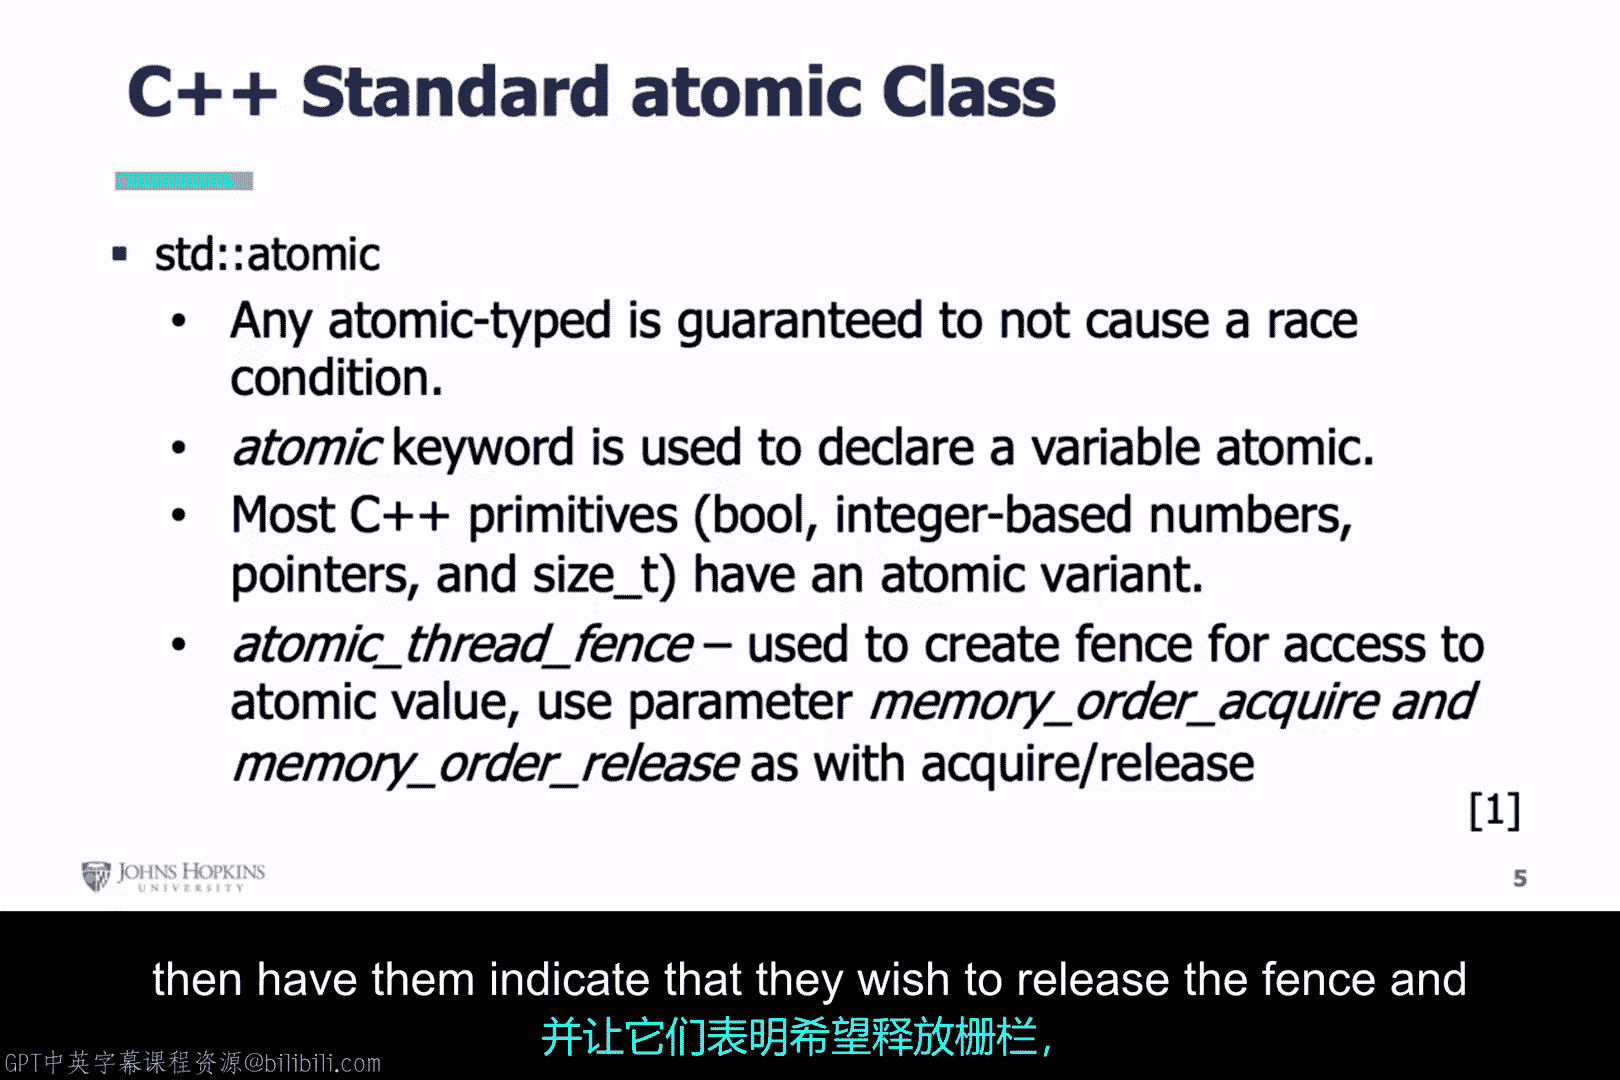 C++ Standard atomic Class
▪ std::atomic
• Any atomic-typed is guaranteed to not cause a race
condition.
• atomic keyword is used to declare a variable atomic.
• Most C++ primitives (bool, integer-based numbers,
pointers, and size_t) have an atomic variant.
• atomic_thread_fence – used to create fence for access to
atomic value, use parameter memory_order_acquire and
memory_order_release as with acquire/release
[1]
JOHNS HOPKINS
UNIVERSITY
5
then have them indicate that they wish to release the fence and
并让它们表明希望释放栅栏，
GPT中英字幕课程资源@bilibili.com